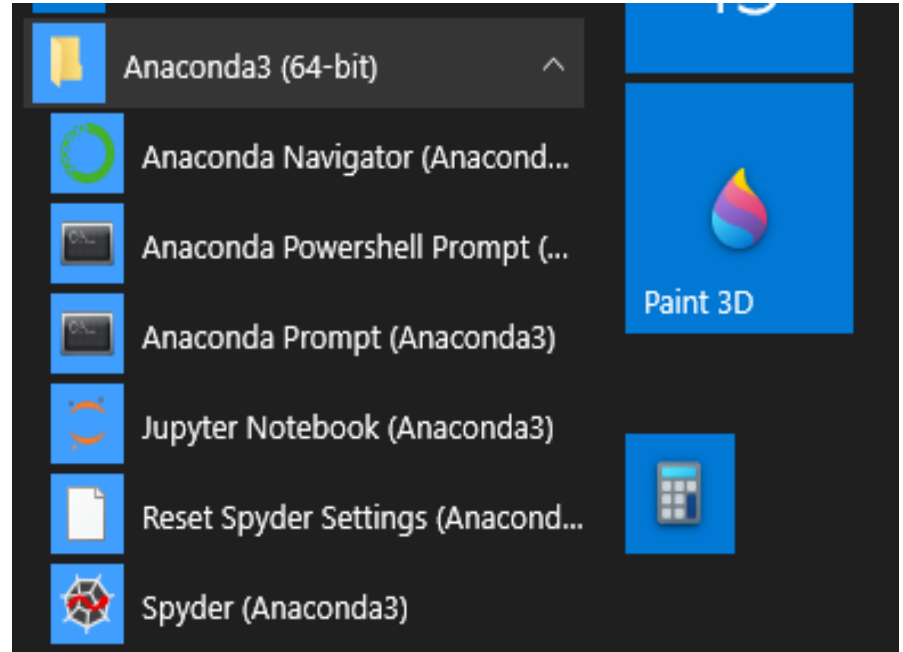 Anaconda3 (64-bit)
Anaconda Navigator (Anacond...
Anaconda Powershell Prompt (...
Anaconda Prompt (Anaconda3)
Jupyter Notebook (Anaconda3)
Reset Spyder Settings (Anacond...
Spyder (Anaconda3)
Paint 3D